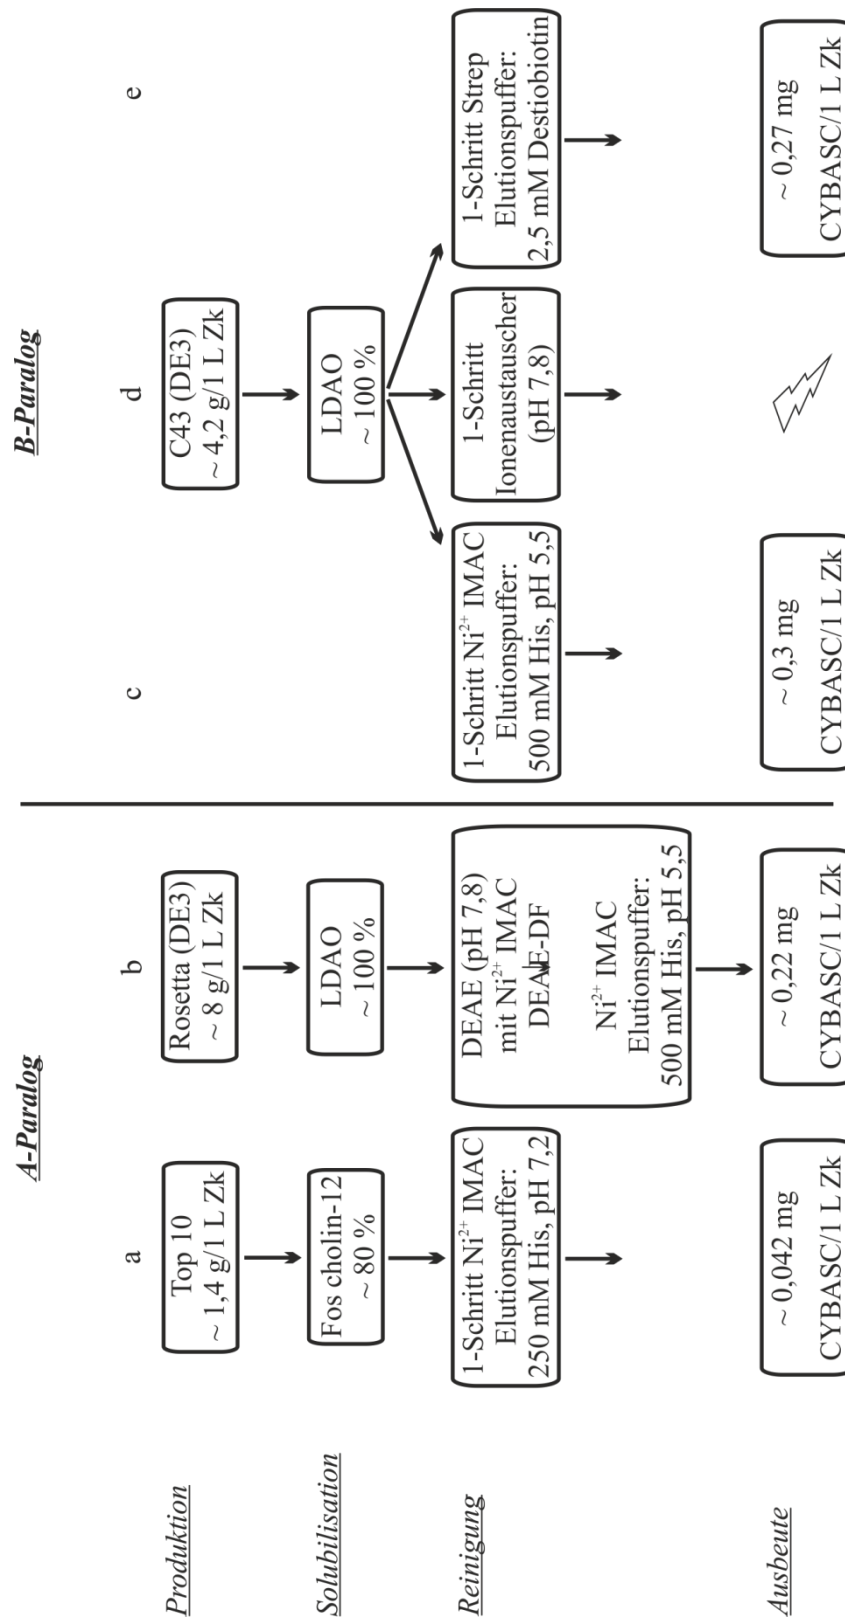 A-Paralog
B-Paralog
a
b
c
d
e
Produktion
Top 10
~ 1,4 g/1 L Zk
Rosetta (DE3)
~ 8 g/1 L Zk
C43 (DE3)
~ 4,2 g/1 L Zk
Solubilisation
Fos cholin-12
~ 80 %
LDAO
~ 100 %
LDAO
~ 100 %
Reinigung
1-Schritt Ni²⁺ IMAC
Elutionspuffer:
250 mM His, pH 7,2
DEAE (pH 7,8)
mit Ni²⁺ IMAC
DEAE-DF
Ni²⁺ IMAC
Elutionspuffer:
500 mM His, pH 5,5
1-Schritt Ni²⁺ IMAC
Elutionspuffer:
500 mM His, pH 5,5
1-Schritt
Ionenaustauscher
(pH 7,8)
1-Schritt Strep
Elutionspuffer:
2,5 mM Destiobiotin
Ausbeute
~ 0,042 mg
CYBASC/1 L Zk
~ 0,22 mg
CYBASC/1 L Zk
~ 0,3 mg
CYBASC/1 L Zk
~ 0,27 mg
CYBASC/1 L Zk